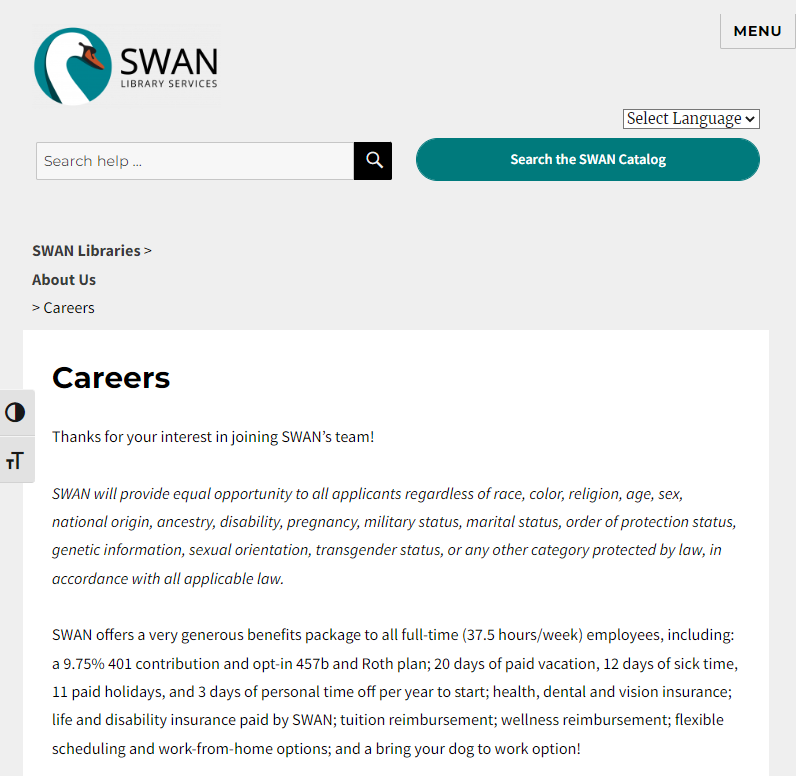 MENU
SWAN
LIBRARY SERVICES
Select Language
Search help ...
Search the SWAN Catalog
SWAN Libraries >
About Us
> Careers
Careers
Thanks for your interest in joining SWAN’s team!
SWAN will provide equal opportunity to all applicants regardless of race, color, religion, age, sex,
national origin, ancestry, disability, pregnancy, military status, marital status, order of protection status,
genetic information, sexual orientation, transgender status, or any other category protected by law, in
accordance with all applicable law.
SWAN offers a very generous benefits package to all full-time (37.5 hours/week) employees, including:
a 9.75% 401 contribution and opt-in 457b and Roth plan; 20 days of paid vacation, 12 days of sick time,
11 paid holidays, and 3 days of personal time off per year to start; health, dental and vision insurance;
life and disability insurance paid by SWAN; tuition reimbursement; wellness reimbursement; flexible
scheduling and work-from-home options; and a bring your dog to work option!